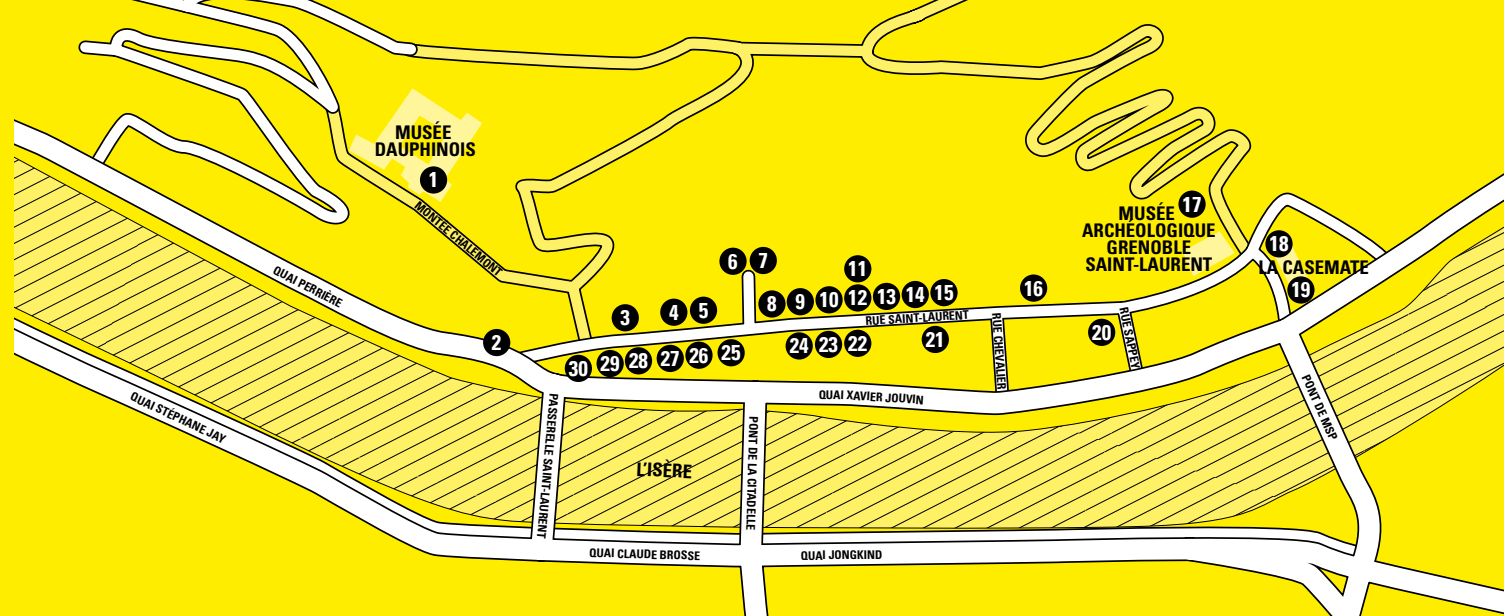 MUSÉE
DAUPHINOIS
1
MONTÉE CHALEMONT
17
MUSÉE
ARCHÉOLOGIQUE
GRENOBLE
SAINT-LAURENT
18
LA CASEMATE
19
QUAI PERRIÈRE
6 7
11
3 4 5 8 9 10 12 13 14 15 16
RUE SAINT-LAURENT
2
30 29 28 27 26 25 24 23 22 21 20
RUE CHEVALIER
RUE SAPPEY
QUAI XAVIER JOUVIN
QUAI STÉPHANE JAY
PASSERELLE SAINT-LAURENT
L'ISÈRE
PONT DE LA CITADELLE
PONT DE MSP
QUAI CLAUDE BROSSE
QUAI JONGKIND